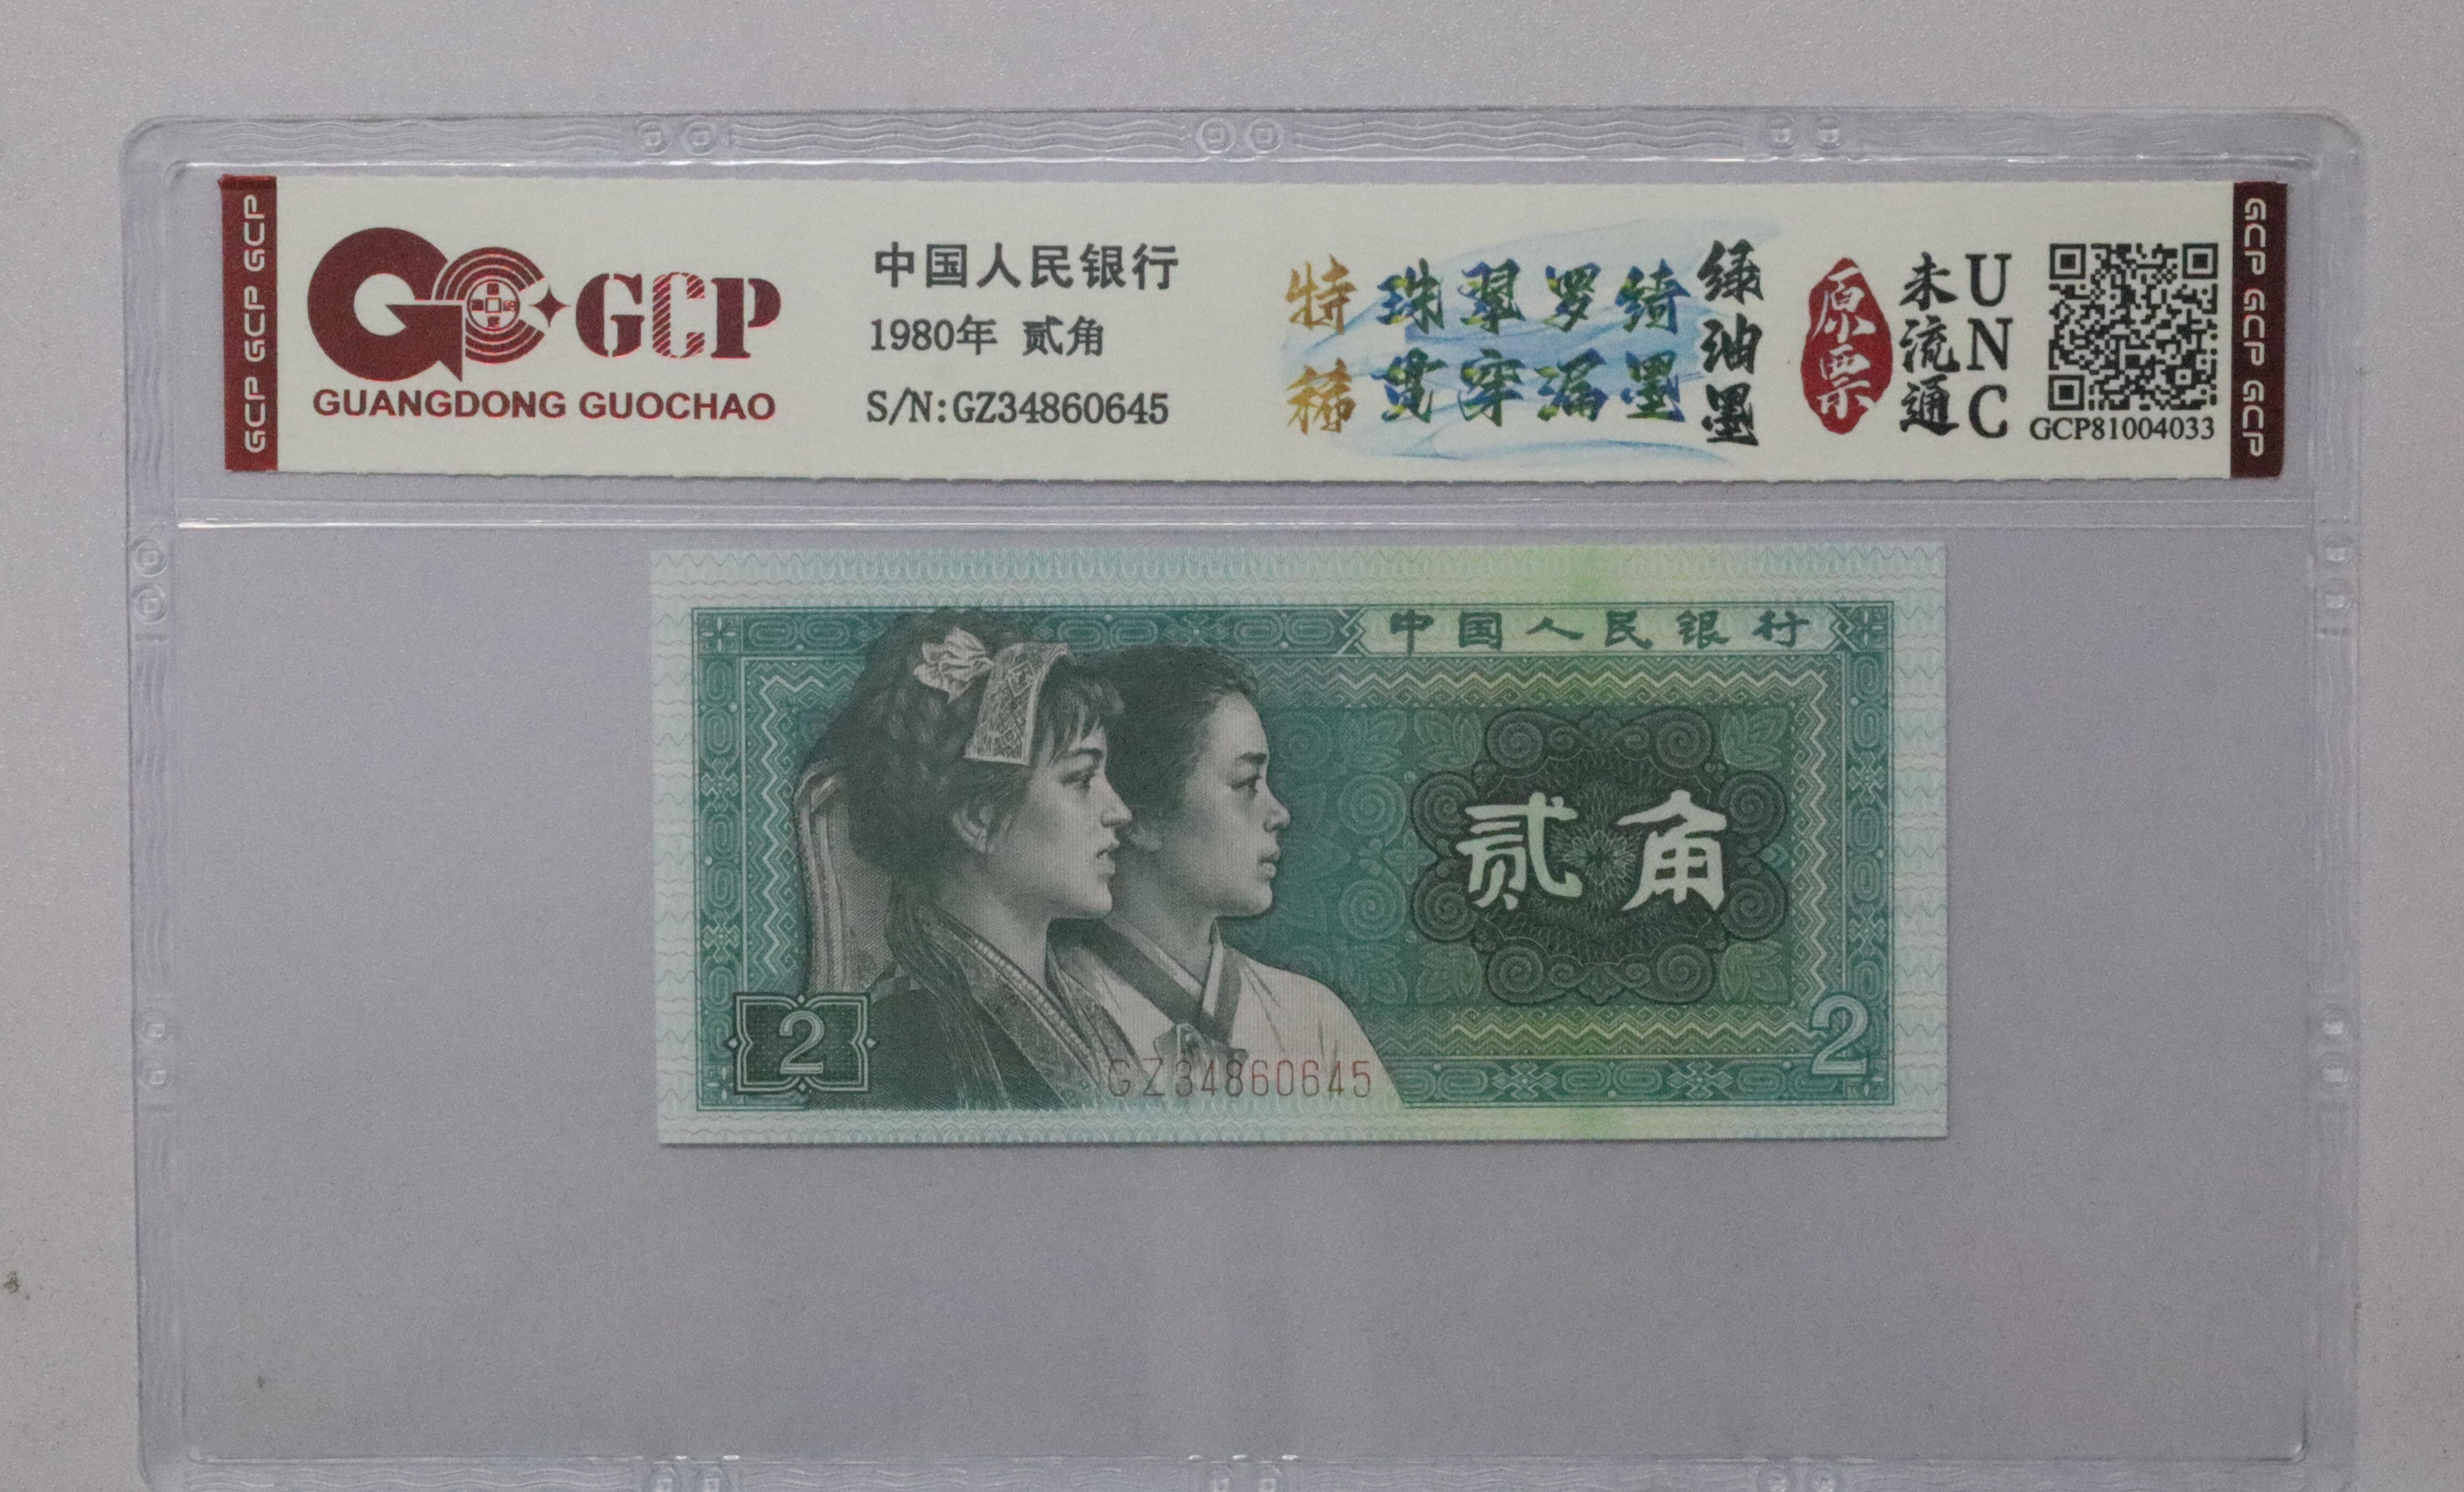 GCP GCP GCP
GCP
GUANGDONG GUOCHAO
中国人民银行
1980年 贰角
S/N:GZ34860645
特稀
珠翠罗绮
贯穿漏墨
绿油墨
原票
未流通
UNC
GCP81004033
GCP GCP GCP
中国人民银行
贰角
2
GZ34860645
2